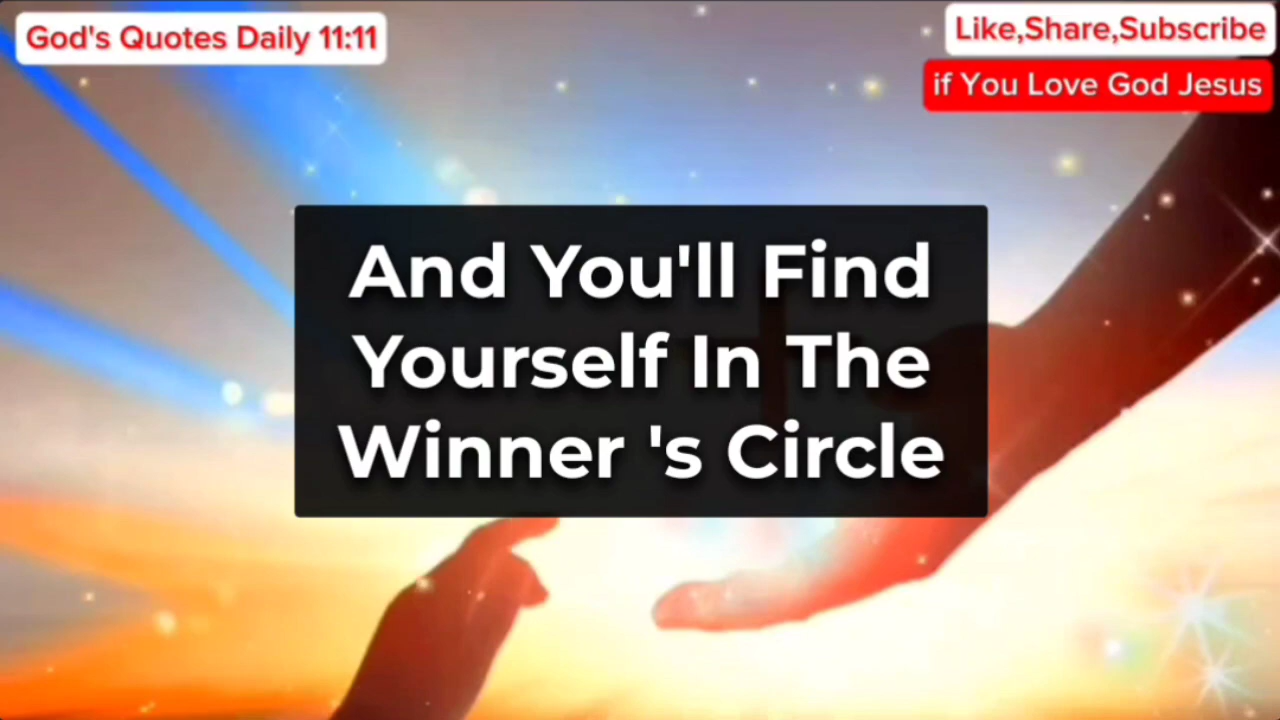 God's Quotes Daily 11:11
Like,Share,Subscribe
if You Love God Jesus
And You'll Find
Yourself In The
Winner 's Circle